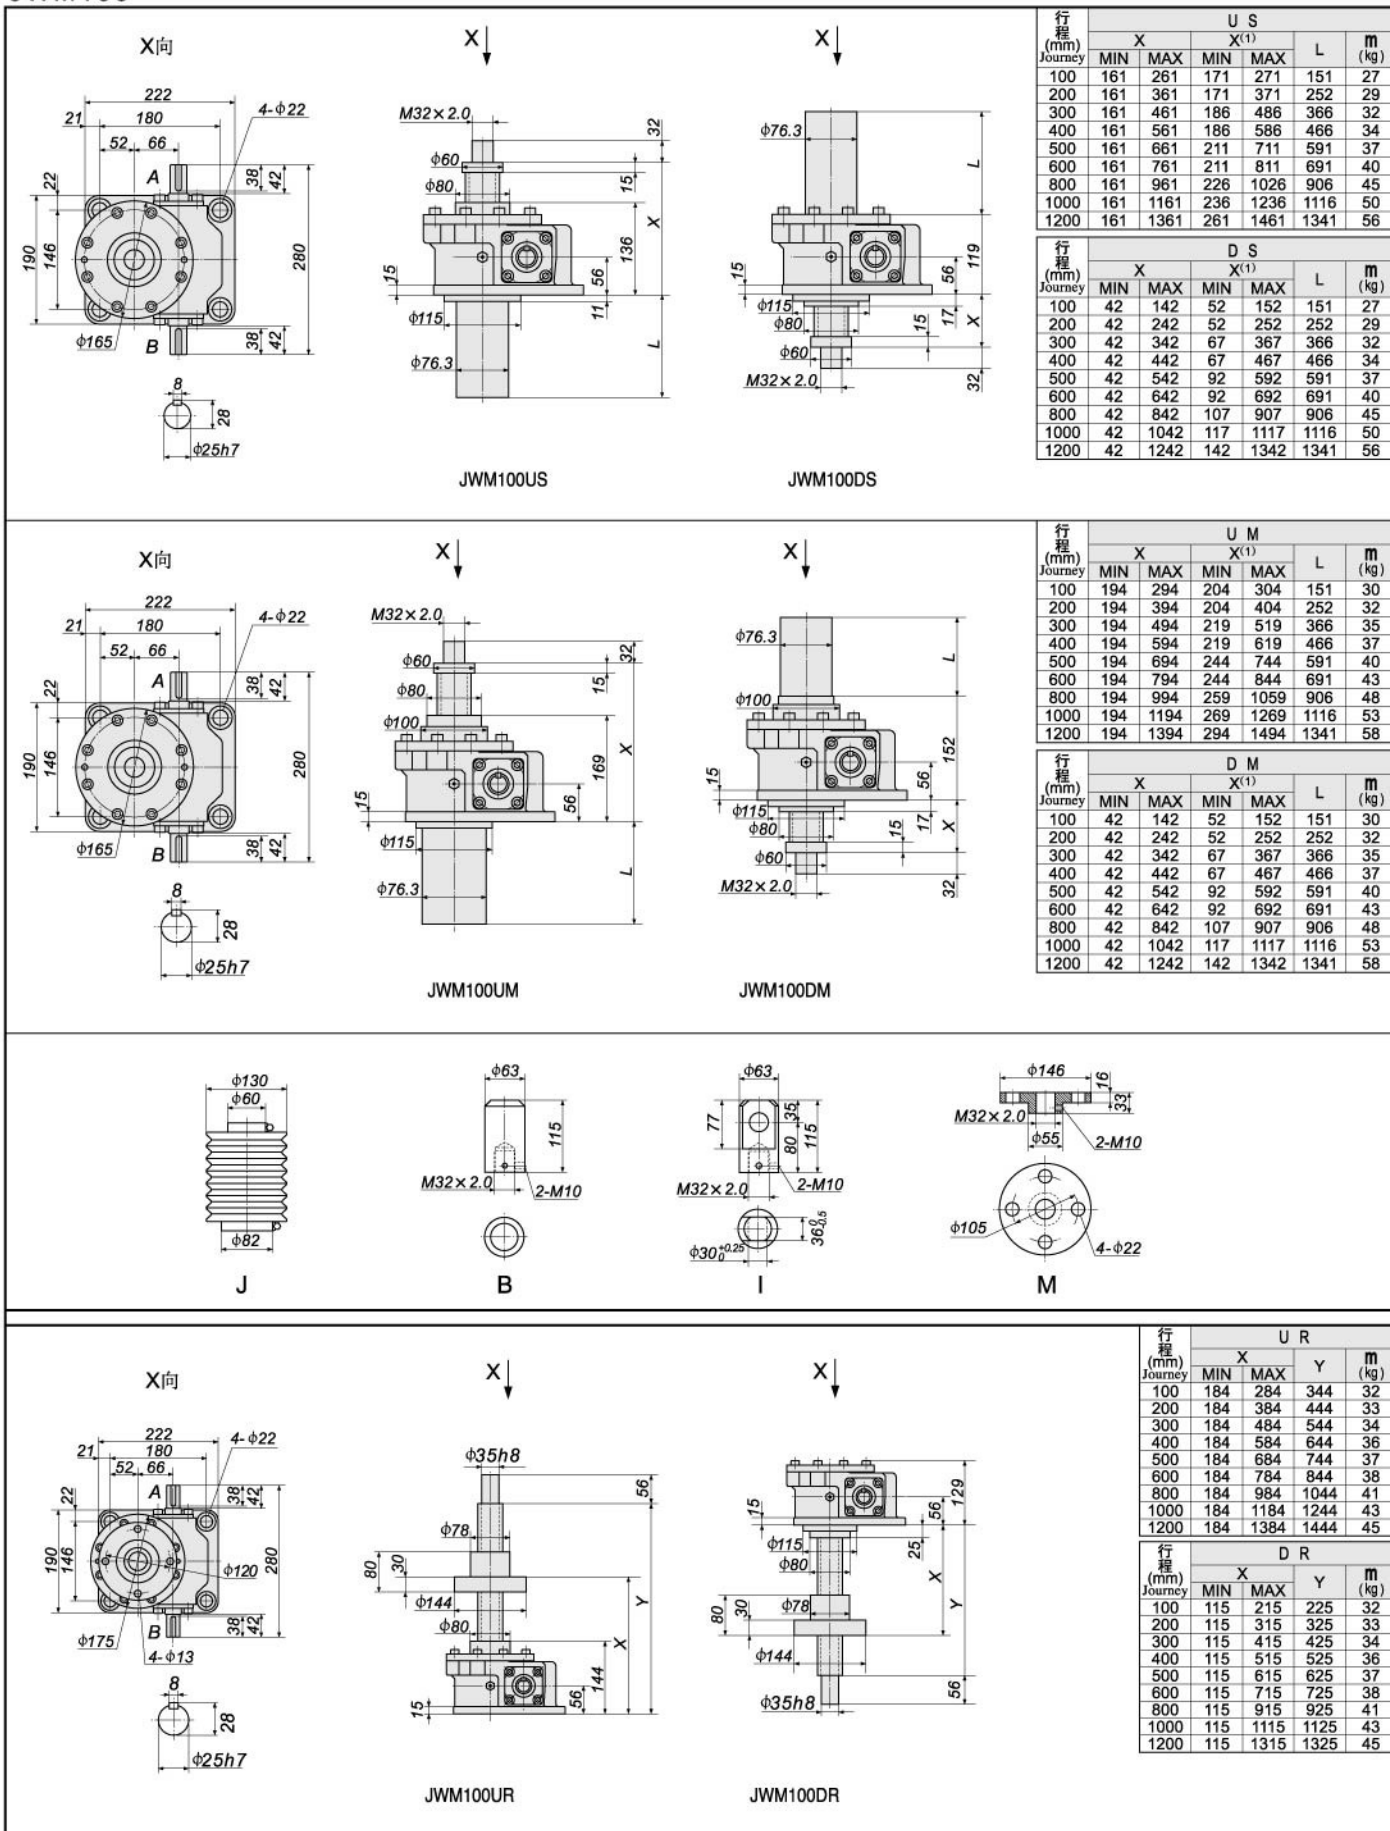 X向
X
X
222
21
180
4-ϕ22
52
66
22
A
38
42
190
146
280
ϕ165
B
38
42
8
28
ϕ25h7
M32×2.0
32
ϕ60
15
ϕ80
X
136
15
56
11
ϕ115
L
ϕ76.3
JWM100US
ϕ76.3
L
119
15
56
ϕ115
17
ϕ80
15
X
ϕ60
M32×2.0
32
JWM100DS
行程(mm) Journey U S
X X(1) L m (kg)
MIN MAX MIN MAX
100 161 261 171 271 151 27
200 161 361 171 371 252 29
300 161 461 186 486 366 32
400 161 561 186 586 466 34
500 161 661 211 711 591 37
600 161 761 211 811 691 40
800 161 961 226 1026 906 45
1000 161 1161 236 1236 1116 50
1200 161 1361 261 1461 1341 56
行程(mm) Journey D S
X X(1) L m (kg)
MIN MAX MIN MAX
100 42 142 52 152 151 27
200 42 242 52 252 252 29
300 42 342 67 367 366 32
400 42 442 67 467 466 34
500 42 542 92 592 591 37
600 42 642 92 692 691 40
800 42 842 107 907 906 45
1000 42 1042 117 1117 1116 50
1200 42 1242 142 1342 1341 56
X向
X
X
222
21
180
4-ϕ22
52
66
22
A
38
42
190
146
280
ϕ165
B
38
42
8
28
ϕ25h7
M32×2.0
32
ϕ60
15
ϕ80
ϕ100
X
169
15
56
ϕ115
L
ϕ76.3
JWM100UM
ϕ76.3
L
ϕ100
152
15
56
ϕ115
17
ϕ80
15
X
ϕ60
M32×2.0
32
JWM100DM
行程(mm) Journey U M
X X(1) L m (kg)
MIN MAX MIN MAX
100 194 294 204 304 151 30
200 194 394 204 404 252 32
300 194 494 219 519 366 35
400 194 594 219 619 466 37
500 194 694 244 744 591 40
600 194 794 244 844 691 43
800 194 994 259 1059 906 48
1000 194 1194 269 1269 1116 53
1200 194 1394 294 1494 1341 58
行程(mm) Journey D M
X X(1) L m (kg)
MIN MAX MIN MAX
100 42 142 52 152 151 30
200 42 242 52 252 252 32
300 42 342 67 367 366 35
400 42 442 67 467 466 37
500 42 542 92 592 591 40
600 42 642 92 692 691 43
800 42 842 107 907 906 48
1000 42 1042 117 1117 1116 53
1200 42 1242 142 1342 1341 58
ϕ130
ϕ60
ϕ82
J
ϕ63
115
M32×2.0
2-M10
B
ϕ63
77
35
80
115
M32×2.0
2-M10
36 0 -0.5
ϕ30 +0.25 0
I
ϕ146
16
33
M32×2.0
ϕ55
2-M10
ϕ105
4-ϕ22
M
X向
X
X
222
21
180
4-ϕ22
52
66
22
A
38
42
190
146
ϕ120
280
B
38
42
ϕ175
4-ϕ13
8
28
ϕ25h7
ϕ35h8
56
ϕ78
80
30
ϕ144
ϕ80
Y
X
144
56
15
JWM100UR
129
15
56
ϕ115
25
ϕ80
X
Y
80
30
ϕ78
ϕ144
ϕ35h8
56
JWM100DR
行程(mm) Journey U R
X Y m (kg)
MIN MAX
100 184 284 344 32
200 184 384 444 33
300 184 484 544 34
400 184 584 644 36
500 184 684 744 37
600 184 784 844 38
800 184 984 1044 41
1000 184 1184 1244 43
1200 184 1384 1444 45
行程(mm) Journey D R
X Y m (kg)
MIN MAX
100 115 215 225 32
200 115 315 325 33
300 115 415 425 34
400 115 515 525 36
500 115 615 625 37
600 115 715 725 38
800 115 915 925 41
1000 115 1115 1125 43
1200 115 1315 1325 45